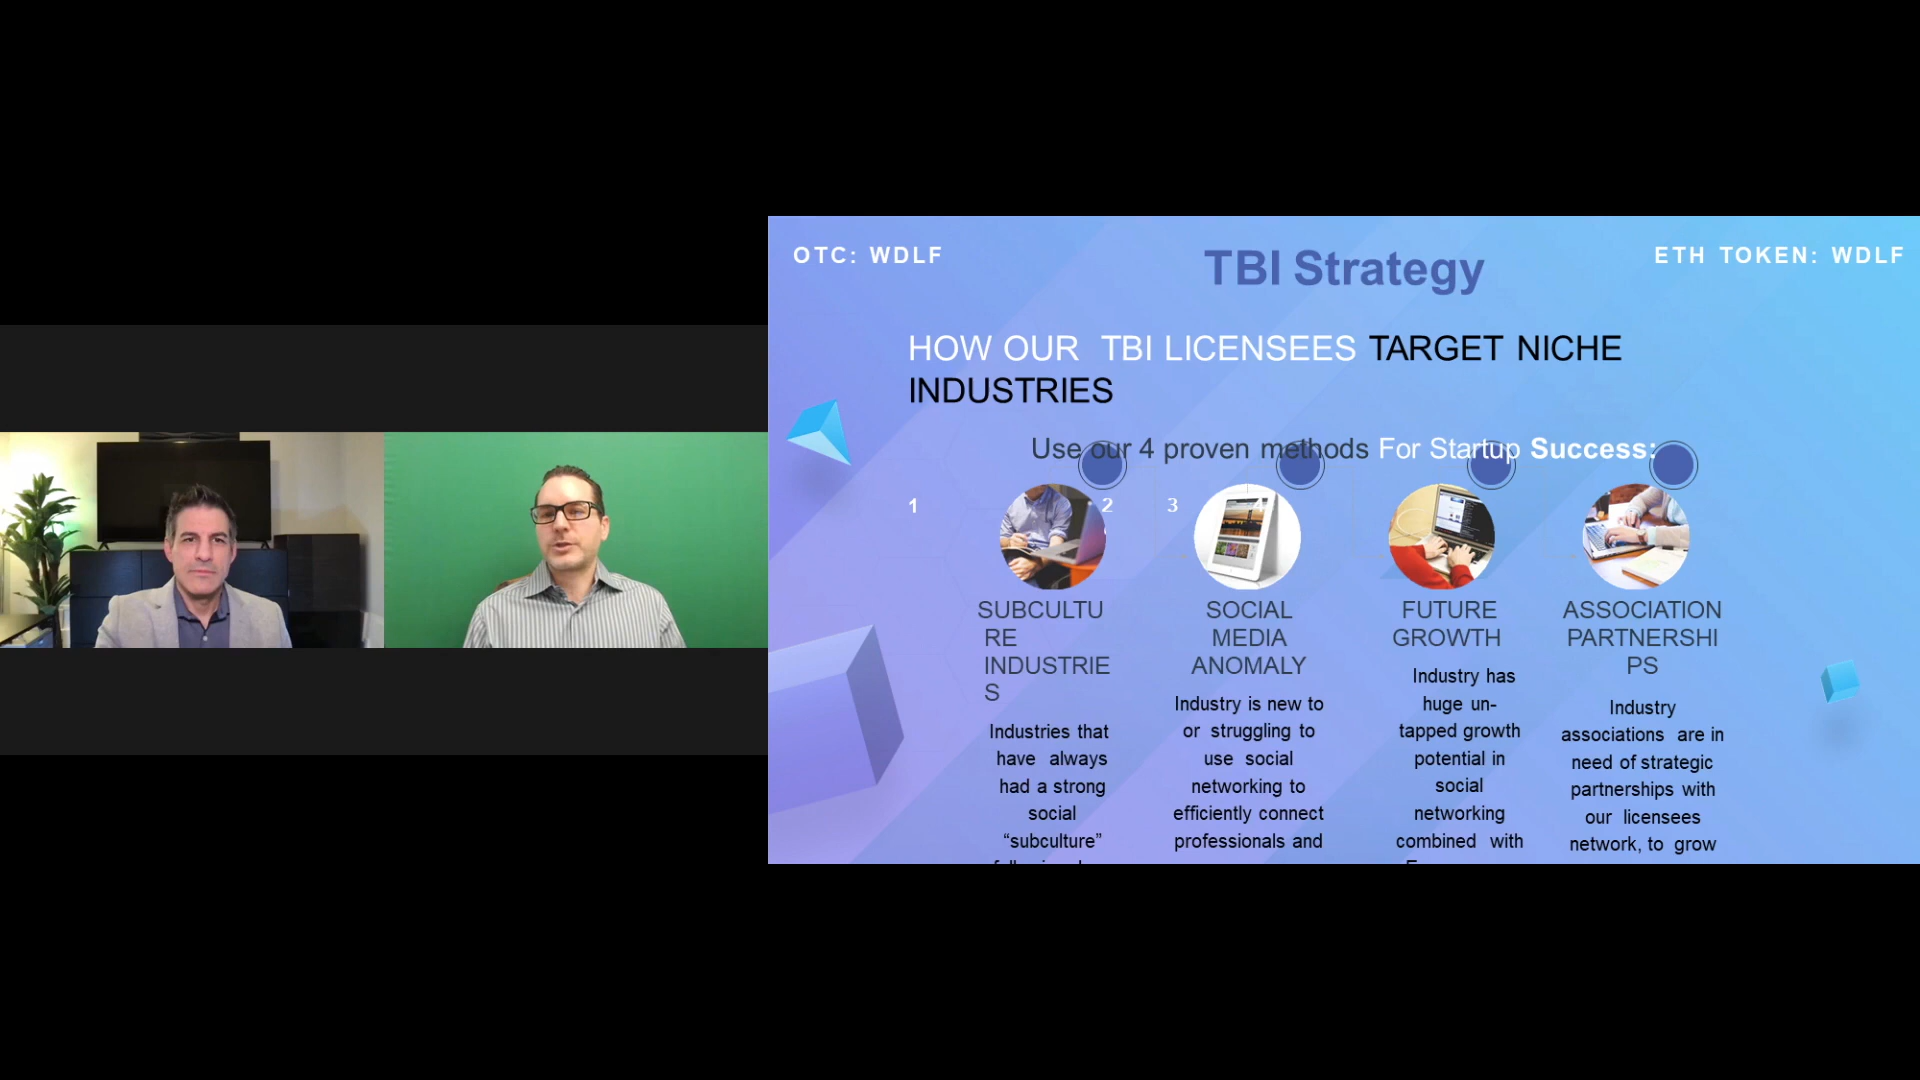 OTC: WDLF
TBI Strategy
ETH TOKEN: WDLF
HOW OUR TBI LICENSEES TARGET NICHE
INDUSTRIES
Use our 4 proven methods For Startup Success:
1
2
3
SUBCULTU
RE
INDUSTRIE
S
Industries that
have always
had a strong
social
“subculture”
SOCIAL
MEDIA
ANOMALY
Industry is new to
or struggling to
use social
networking to
efficiently connect
professionals and
FUTURE
GROWTH
Industry has
huge un-
tapped growth
potential in
social
networking
combined with
ASSOCIATION
PARTNERSHI
PS
Industry
associations are in
need of strategic
partnerships with
our licensees
network, to grow